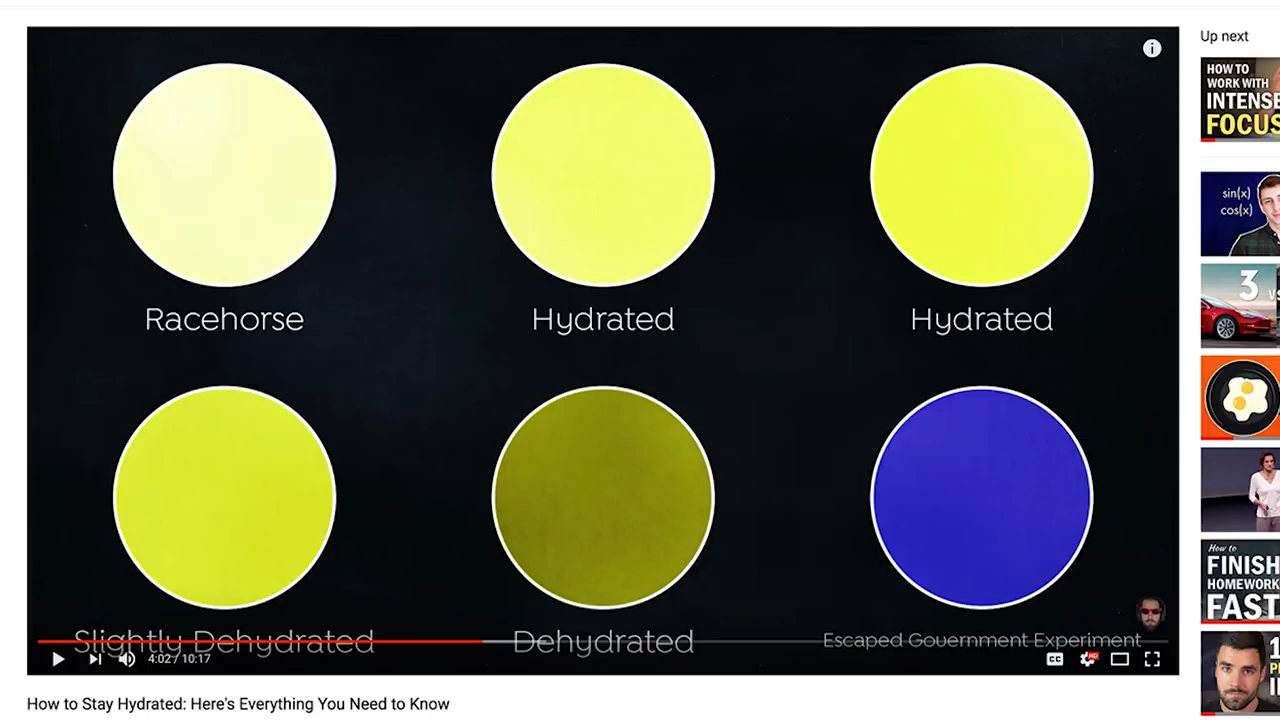 Up next
HOW TO
WORK WITH
INTENSE
FOCUS
Racehorse
Hydrated
Hydrated
sin(x)
cos(x)
3
Slightly Dehydrated
Dehydrated
Escaped Government Experiment
4:02 / 10:17
CC
HD
How to
FINISH
HOMEWORK
FAST
How to Stay Hydrated: Here's Everything You Need to Know